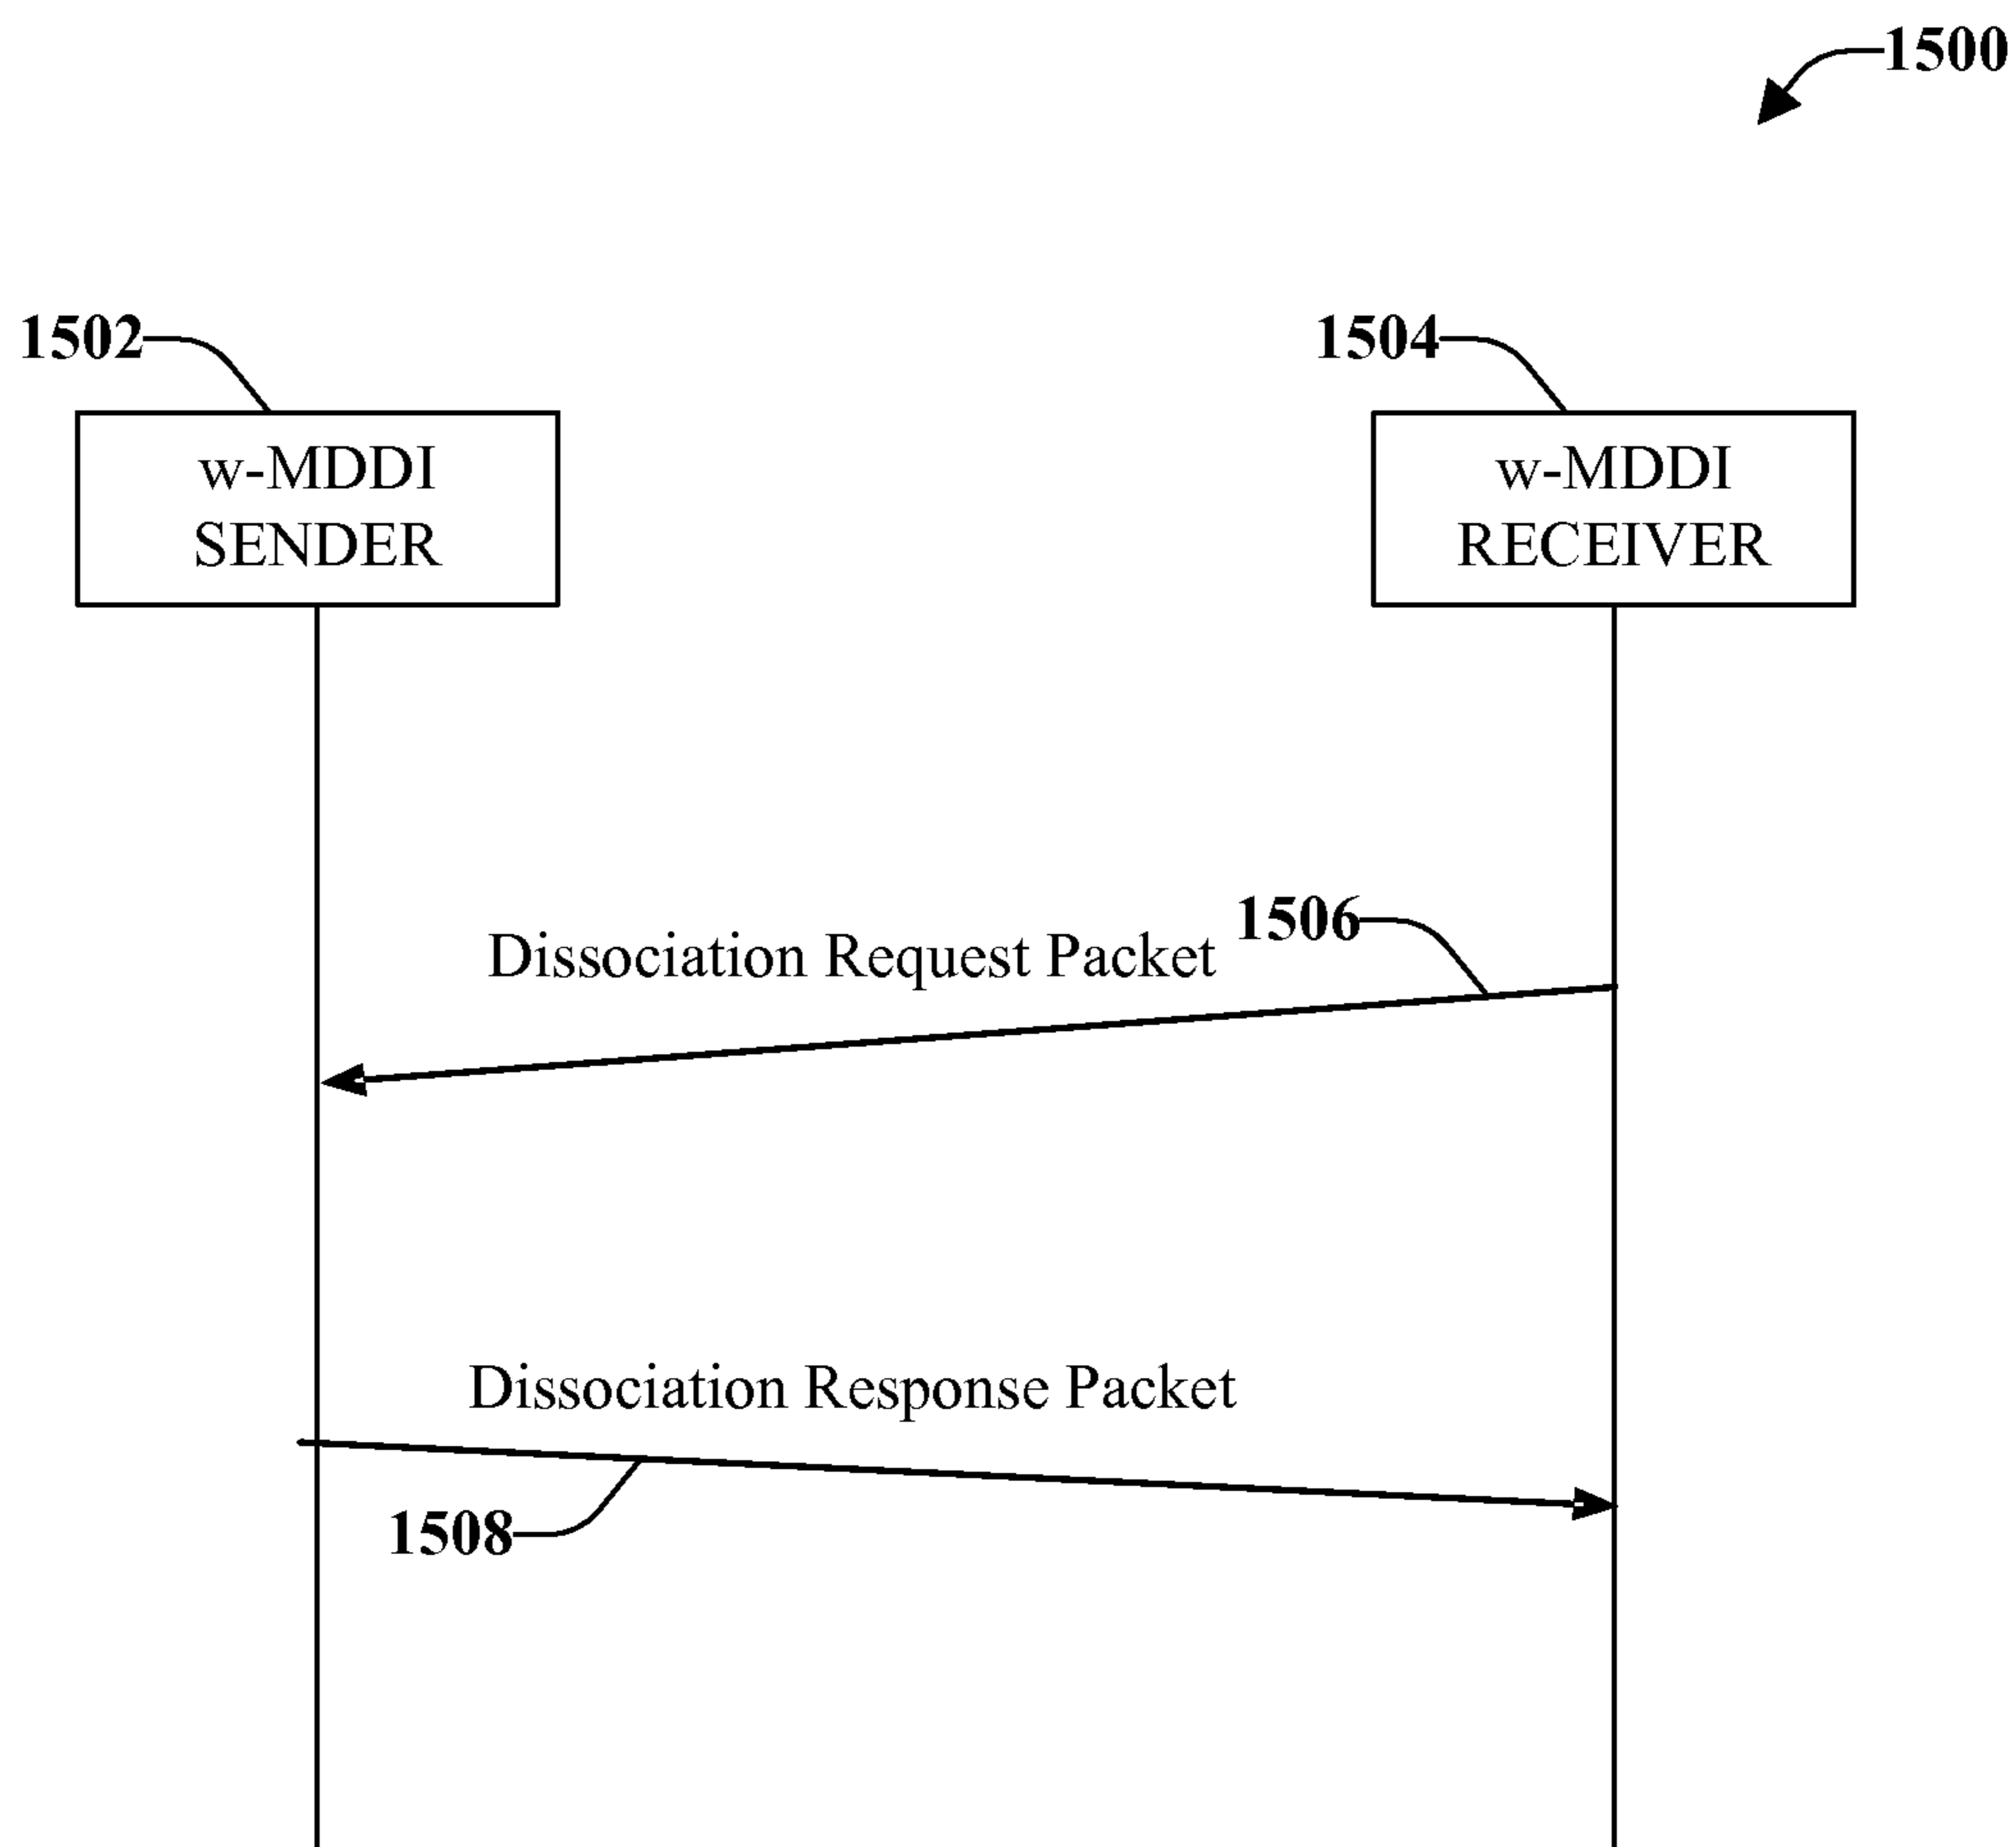 1500
1502
1504
w-MDDI
SENDER
w-MDDI
RECEIVER
1506
Dissociation Request Packet
Dissociation Response Packet
1508